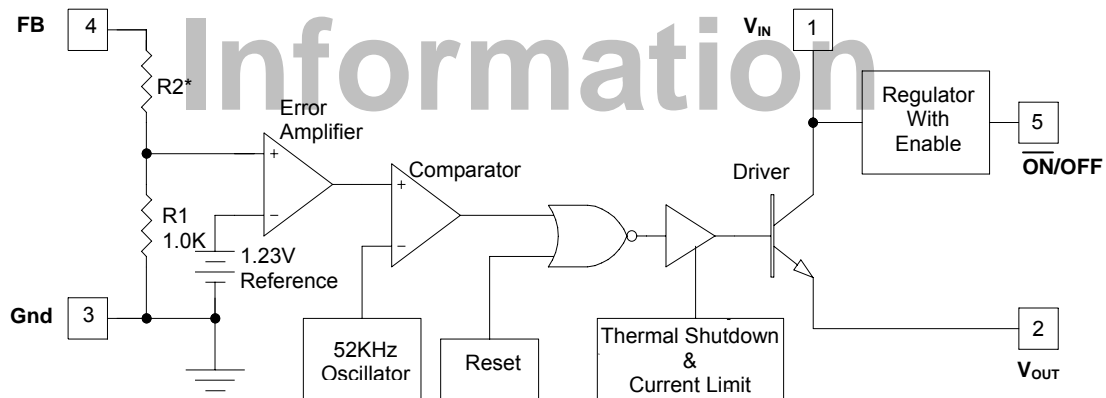 Information
FB
4
R2*
Error
Amplifier
+
−
R1
1.0K
1.23V
Reference
Gnd
3
Comparator
+
−
52KHz
Oscillator
Reset
Thermal Shutdown
&
Current Limit
Driver
V_IN
1
Regulator
With
Enable
5
ON/OFF
2
V_OUT